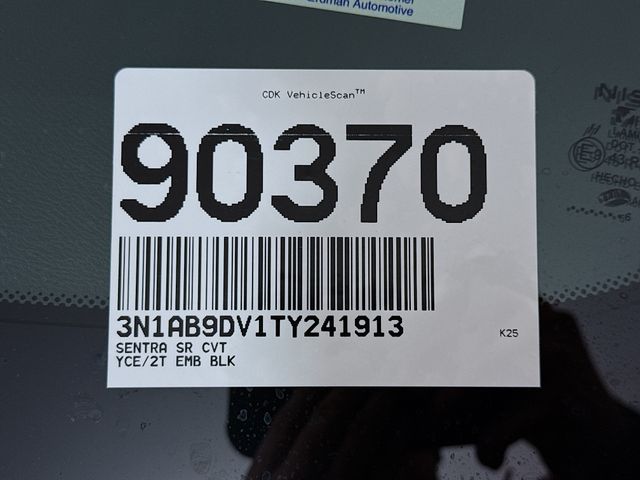 Erdman Automotive
CDK VehicleScan™
90370
3N1AB9DV1TY241913
SENTRA SR CVT
YCE/2T EMB BLK
K25